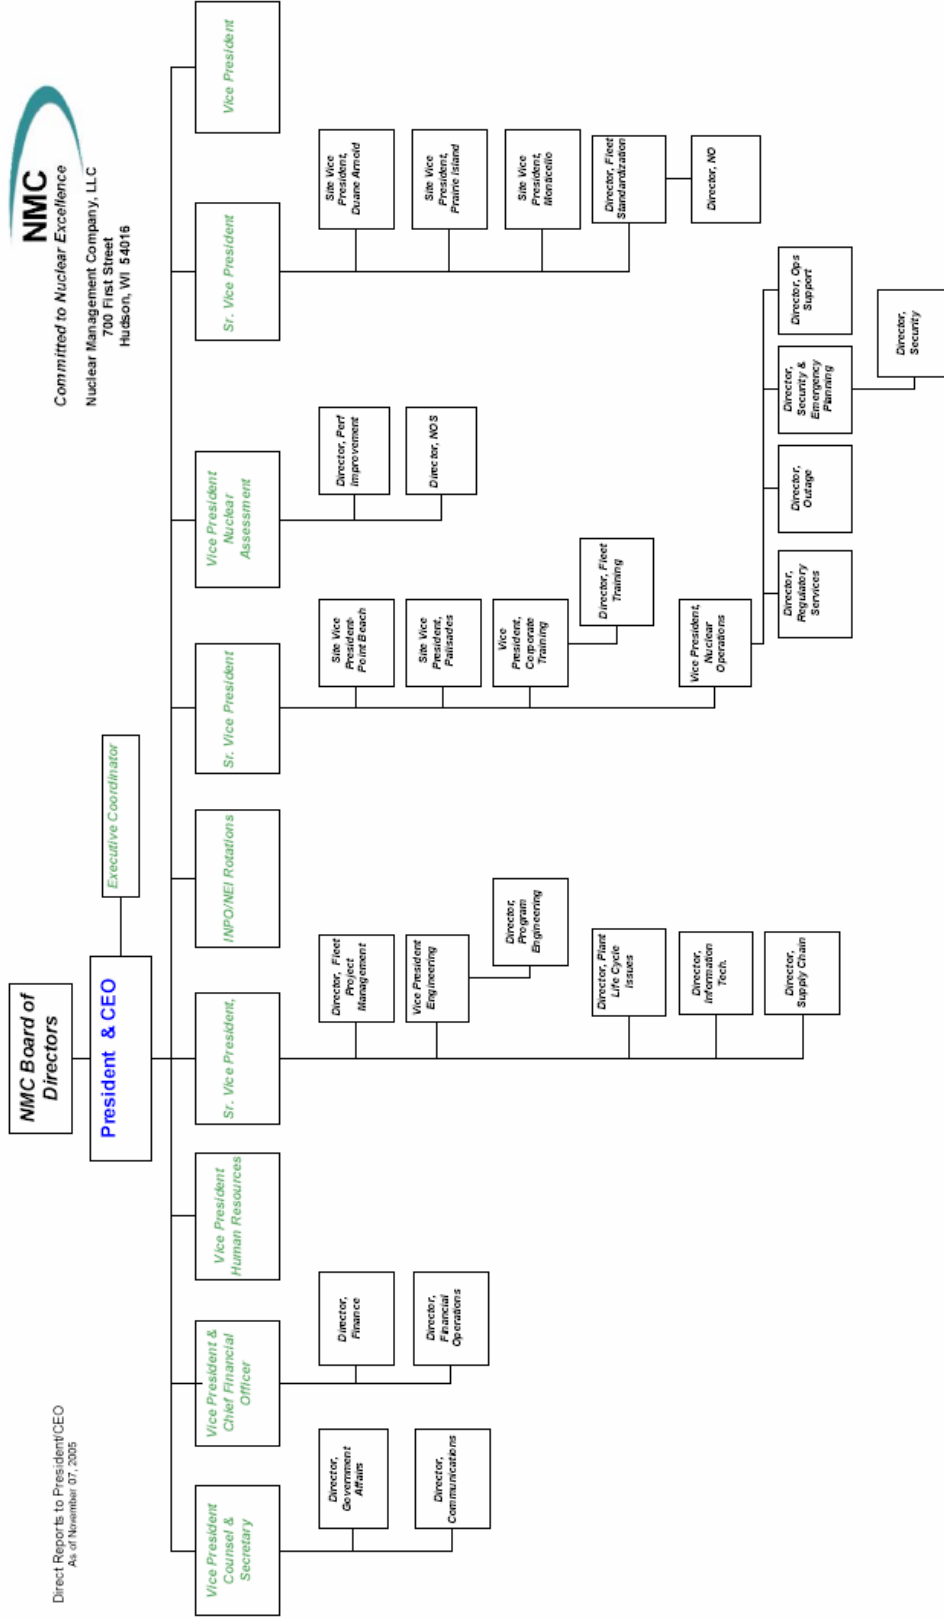 Direct Reports to President/CEO
As of November 07, 2005
NMC Board of
Directors
President & CEO
Executive Coordinator
NMC
Committed to Nuclear Excellence
Nuclear Management Company, LLC
700 First Street
Hudson, WI 54016
Vice President
Counsel &
Secretary
Vice President &
Chief Financial
Officer
Vice President
Human Resources
Sr. Vice President,
INPO/NEI Rotations
Sr. Vice President
Vice President
Nuclear
Assessment
Sr. Vice President
Vice President
Director,
Government
Affairs
Director,
Communications
Director,
Finance
Director,
Financial
Operations
Director, Fleet
Project
Management
Vice President
Engineering
Director,
Program
Engineering
Director, Plant
Life Cycle
Issues
Director,
Information
Tech.
Director,
Supply Chain
Site Vice
President-
Point Beach
Site Vice
President,
Palisades
Vice
President,
Corporate
Training
Director, Fleet
Training
Vice President,
Nuclear
Operations
Director,
Regulatory
Services
Director,
Outage
Director,
Security &
Emergency
Planning
Director, Ops
Support
Director,
Security
Director, Perf
Improvement
Director, NOS
Site Vice
President,
Duane Arnold
Site Vice
President,
Prairie Island
Site Vice
President,
Monticello
Director, Fleet
Standardization
Director, NO